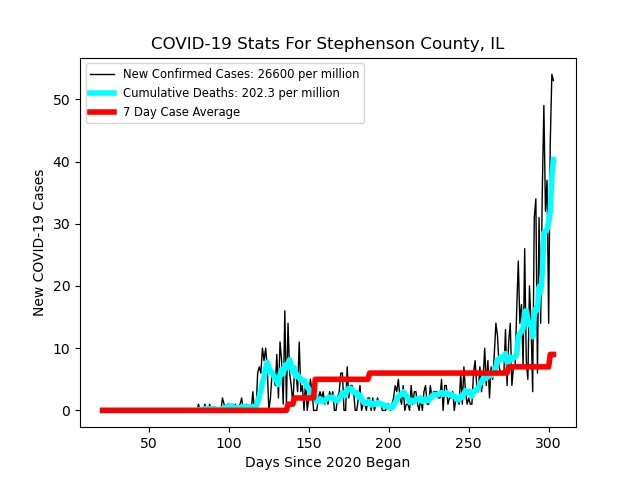 COVID-19 Stats For Stephenson County, IL
New Confirmed Cases: 26600 per million
Cumulative Deaths: 202.3 per million
7 Day Case Average
New COVID-19 Cases
50
40
30
20
10
0
50 100 150 200 250 300
Days Since 2020 Began